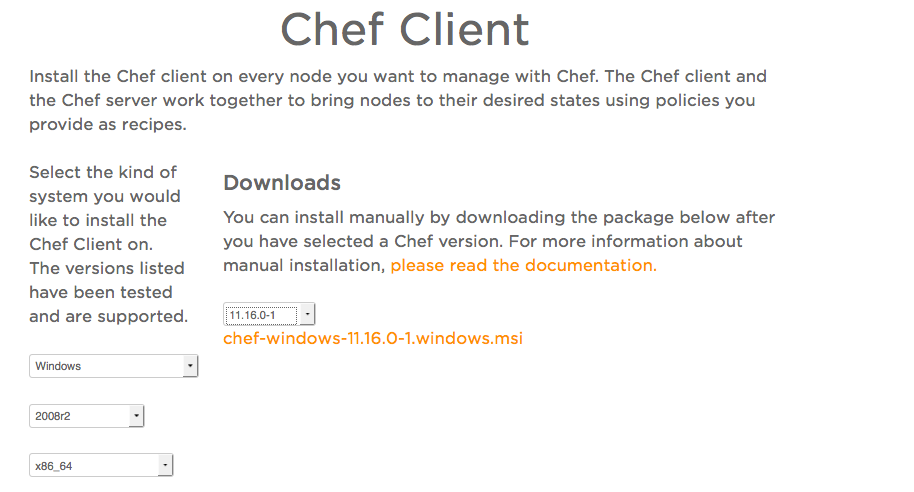 Chef Client
Install the Chef client on every node you want to manage with Chef. The Chef client and
the Chef server work together to bring nodes to their desired states using policies you
provide as recipes.
Select the kind of
system you would
like to install the
Chef Client on.
The versions listed
have been tested
and are supported.
Windows
2008r2
x86_64
Downloads
You can install manually by downloading the package below after
you have selected a Chef version. For more information about
manual installation, please read the documentation.
11.16.0-1
chef-windows-11.16.0-1.windows.msi